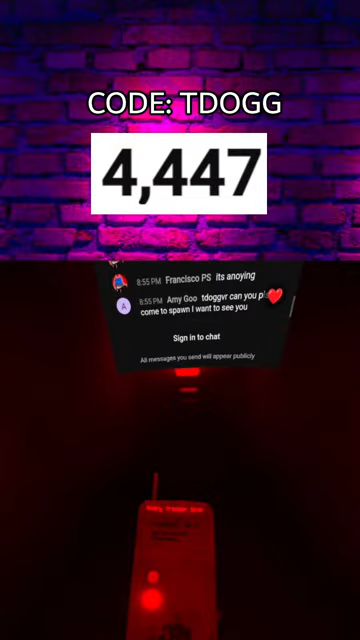 CODE: TDOGG
4,447
8:55 PM Francisco PS its anoying
8:55 PM Amy Goo tdoggvr can you pl
come to spawn I want to see you
Sign in to chat
All messages you send will appear publicly